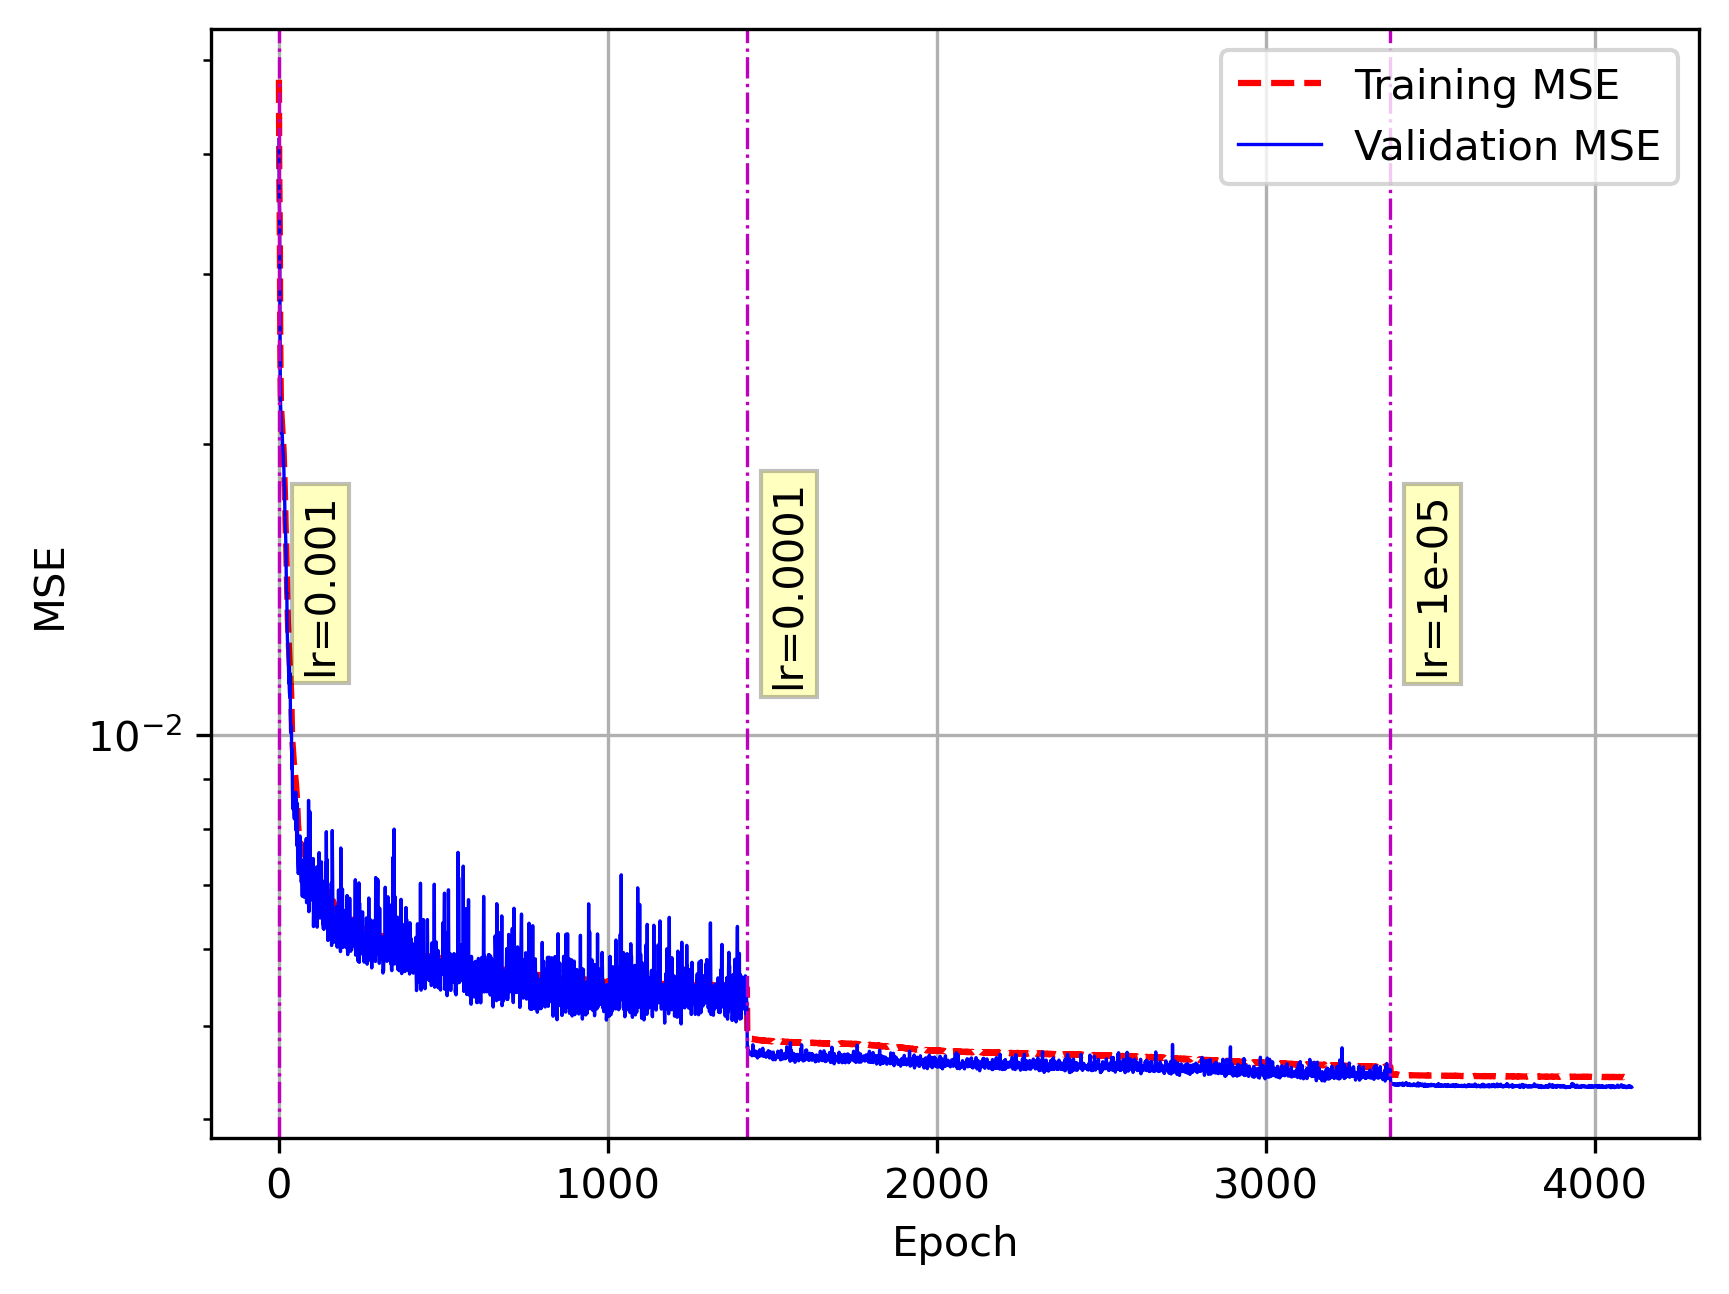 Training MSE
Validation MSE
lr=0.001
lr=0.0001
lr=1e-05
MSE
10⁻²
0 1000 2000 3000 4000
Epoch